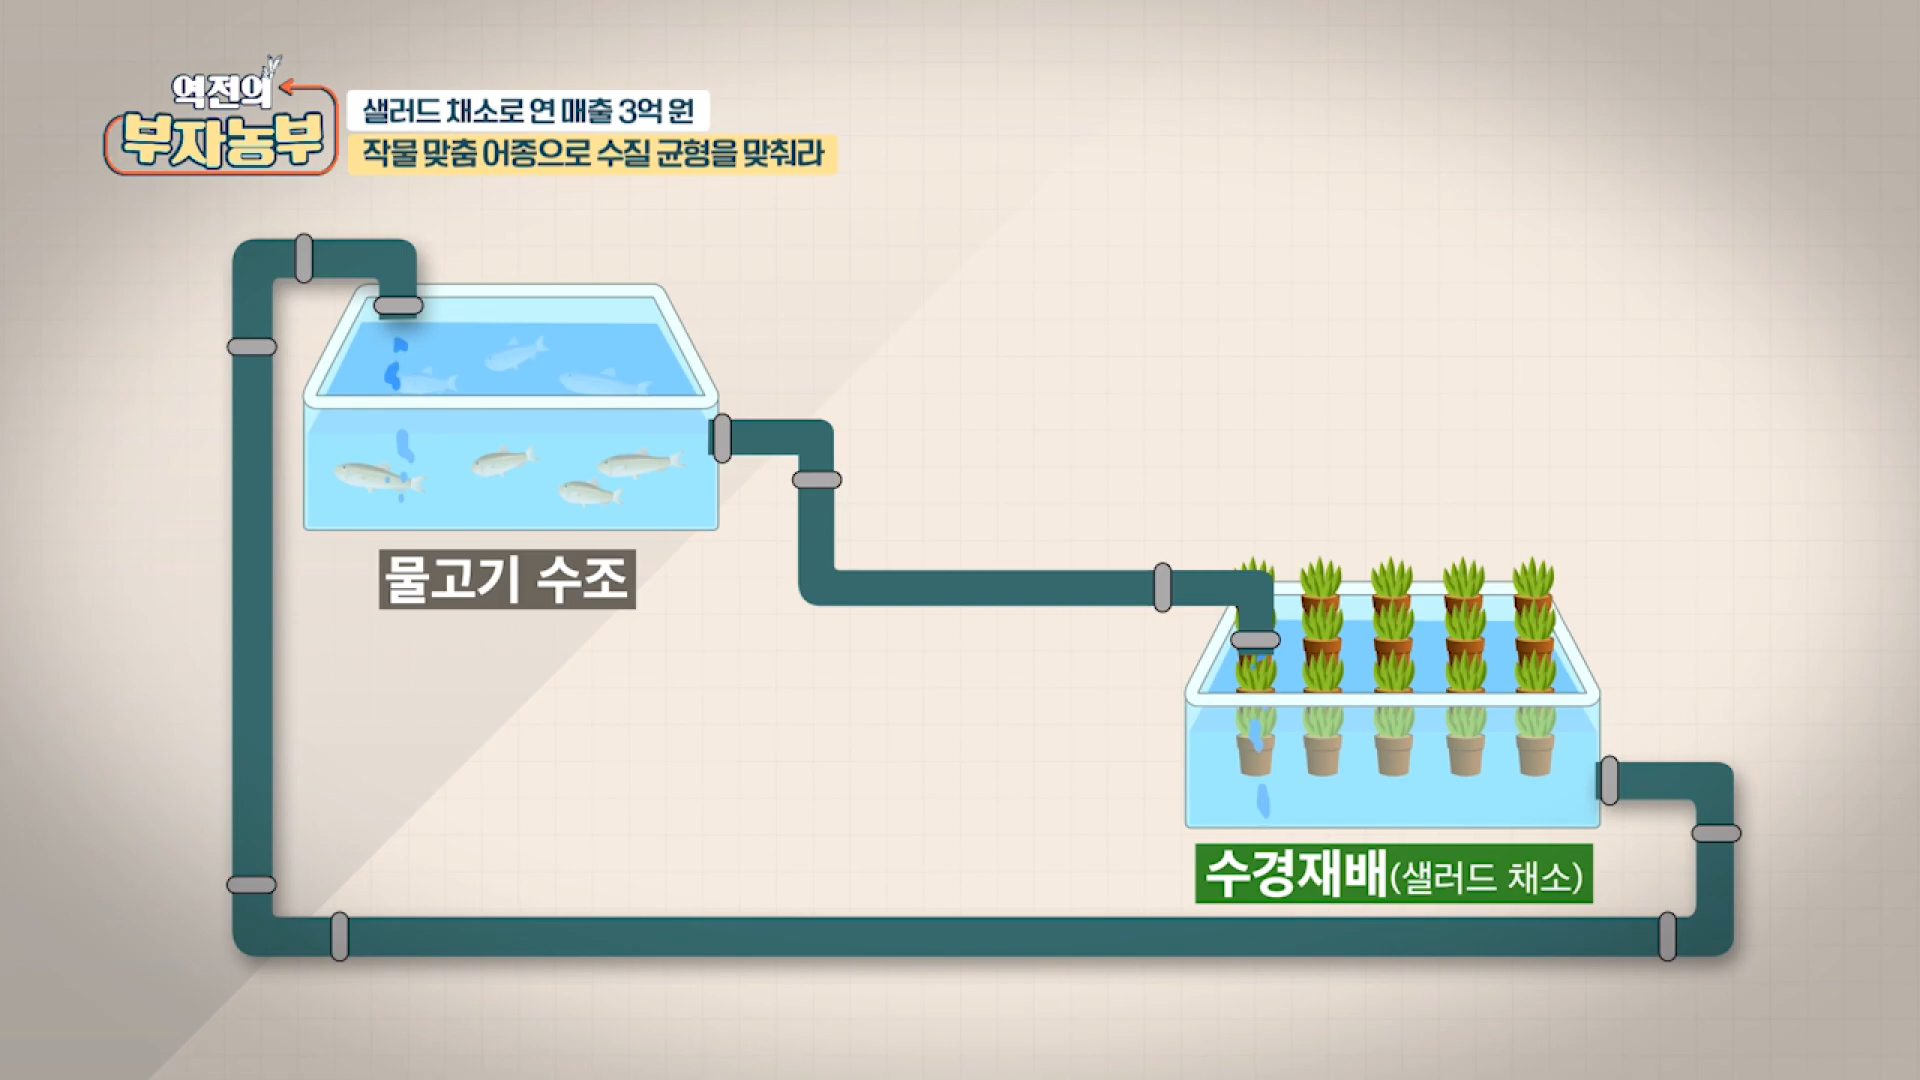 역전의
부자농부
샐러드 채소로 연 매출 3억 원
작물 맞춤 어종으로 수질 균형을 맞춰라
물고기 수조
수경재배(샐러드 채소)